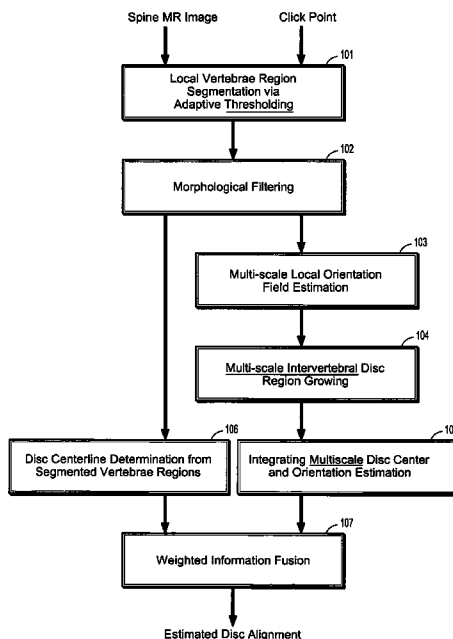 Spine MR Image
Click Point
101
Local Vertebrae Region
Segmentation via
Adaptive Thresholding
102
Morphological Filtering
103
Multi-scale Local Orientation
Field Estimation
104
Multi-scale Intervertebral Disc
Region Growing
106
Disc Centerline Determination from
Segmented Vertebrae Regions
10
Integrating Multiscale Disc Center
and Orientation Estimation
107
Weighted Information Fusion
Estimated Disc Alignment